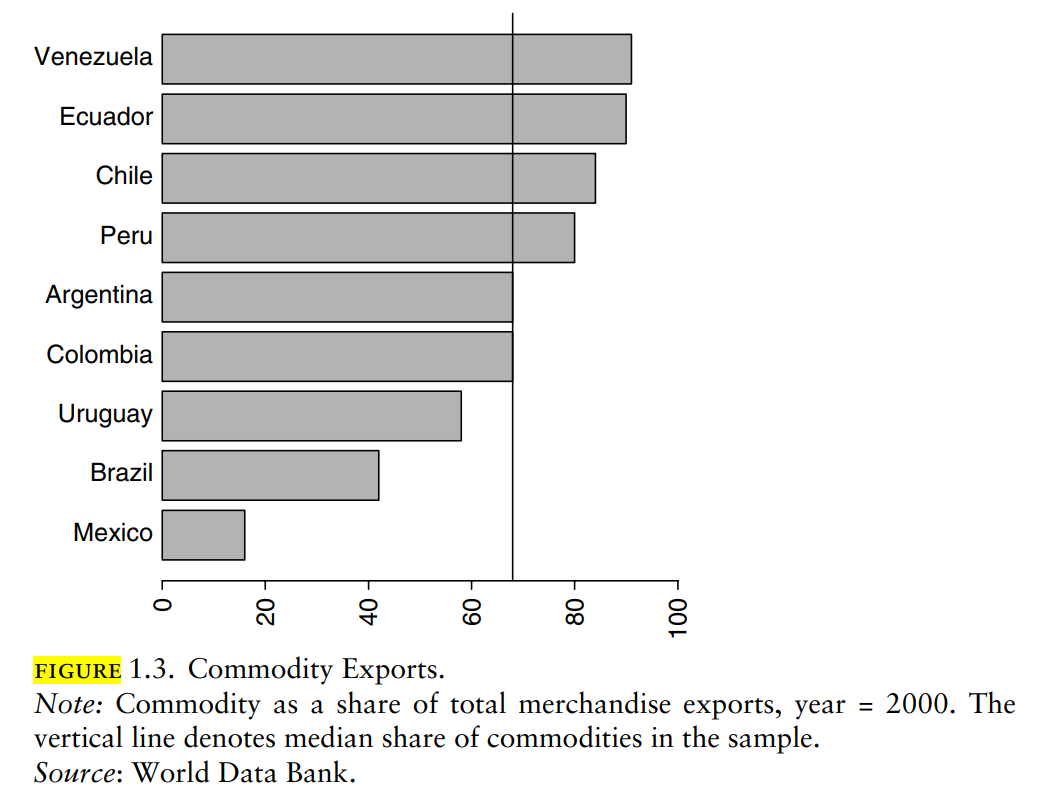 Venezuela
Ecuador
Chile
Peru
Argentina
Colombia
Uruguay
Brazil
Mexico
0 20 40 60 80 100
FIGURE 1.3. Commodity Exports.
Note: Commodity as a share of total merchandise exports, year = 2000. The
vertical line denotes median share of commodities in the sample.
Source: World Data Bank.